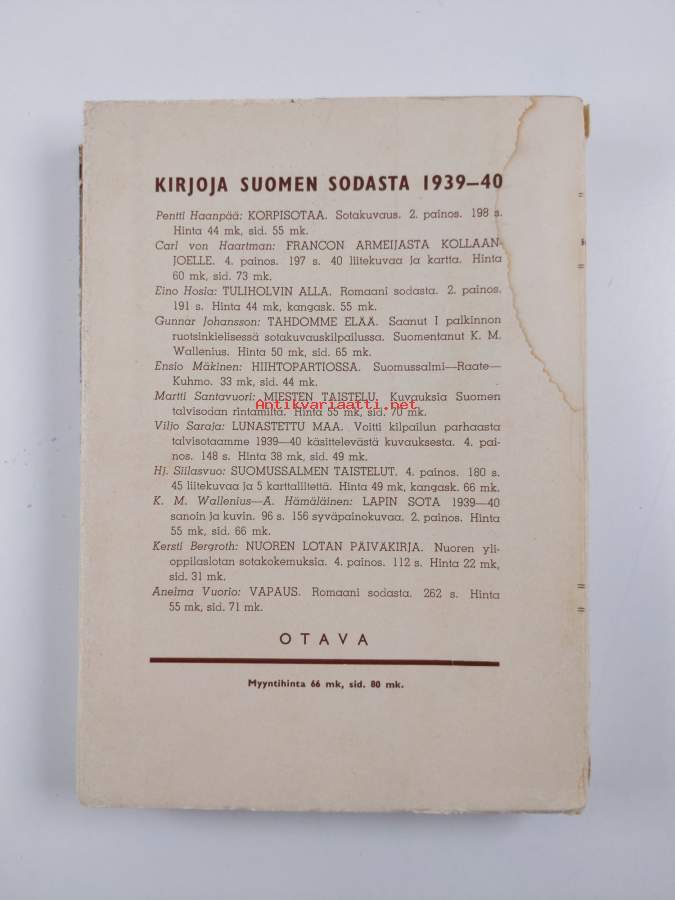 KIRJOJA SUOMEN SODASTA 1939—40
Pentti Haanpää: KORPISOTAA. Sotakuvaus. 2. painos. 198 s.
Hinta 44 mk, sid. 55 mk.
Carl von Haartman: FRANCON ARMEIJASTA KOLLAAN-
JOELLE. 4. painos. 197 s. 40 liitekuvaa ja kartta. Hinta
60 mk, sid. 73 mk.
Eino Hosia: TULIHOLVIN ALLA. Romaani sodasta. 2. painos.
191 s. Hinta 44 mk, kangask. 55 mk.
Gunnar Johansson: TAHDOMME ELÄÄ. Saanut I palkinnon
ruotsinkielisessä sotakuvauskilpailussa. Suomentanut K. M.
Wallenius. Hinta 50 mk, sid. 65 mk.
Ensio Mäkinen: HIIHTOPARTIOSSA. Suomussalmi—Raate—
Kuhmo. 33 mk, sid. 44 mk.
Martti Santavuori: MIESTEN TAISTELU. Kuvauksia Suomen
talvisodan rintamilta. Hinta 55 mk, sid. 70 mk.
Antikvariaatti.net
Viljo Saraja: LUNASTETTU MAA. Voitti kilpailun parhaasta
talvisotaamme 1939—40 käsittelevästä kuvauksesta. 4. pai-
nos. 148 s. Hinta 38 mk, sid. 49 mk.
Hj. Siilasvuo: SUOMUSSALMEN TAISTELUT. 4. painos. 180 s.
45 liitekuvaa ja 5 karttaliitettä. Hinta 49 mk, kangask. 66 mk.
K. M. Wallenius—A. Hämäläinen: LAPIN SOTA 1939—40
sanoin ja kuvin. 96 s. 156 syväpainokuvaa. 2. painos. Hinta
55 mk, sid. 66 mk.
Kersti Bergroth: NUOREN LOTAN PÄIVÄKIRJA. Nuoren yli-
oppilaslotan sotakokemuksia. 4. painos. 112 s. Hinta 22 mk,
sid. 31 mk.
Anelma Vuorio: VAPAUS. Romaani sodasta. 262 s. Hinta
55 mk, sid. 71 mk.
OTAVA
Myyntihinta 66 mk, sid. 80 mk.